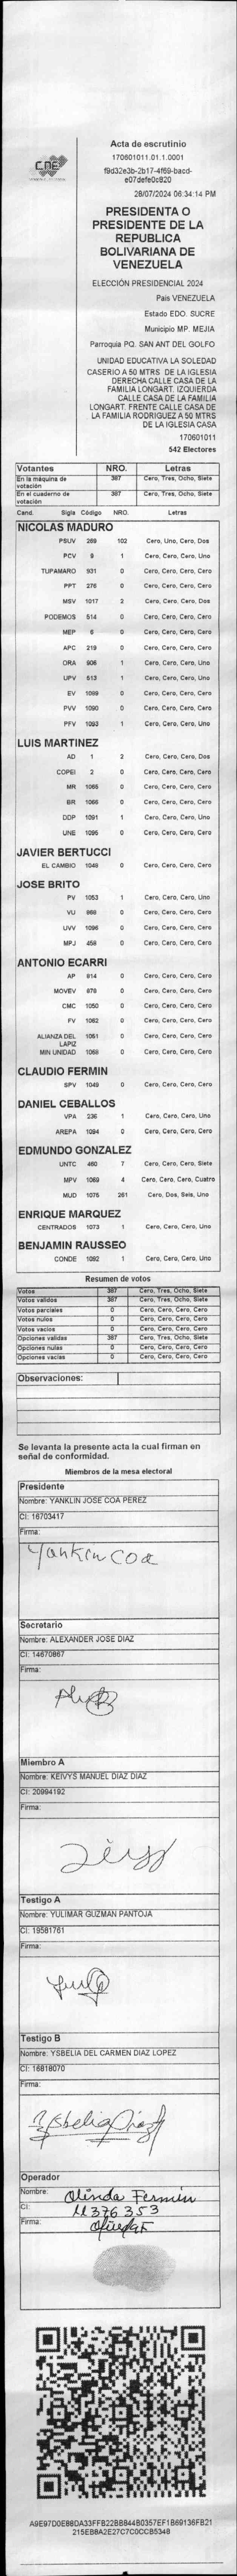 CNE
Acta de escrutinio
170601011.01.1.0001
f9d32e3b-2b17-4f69-bacd-
e07defe0c820
28/07/2024 06:34:14 PM
PRESIDENTA O
PRESIDENTE DE LA
REPUBLICA
BOLIVARIANA DE
VENEZUELA
ELECCIÓN PRESIDENCIAL 2024
Pais VENEZUELA
Estado EDO. SUCRE
Municipio MP. MEJIA
Parroquia PQ. SAN ANT DEL GOLFO
UNIDAD EDUCATIVA LA SOLEDAD
CASERIO A 50 MTRS DE LA IGLESIA
DERECHA CALLE CASA DE LA
FAMILIA LONGART. IZQUIERDA
CALLE CASA DE LA FAMILIA
LONGART. FRENTE CALLE CASA DE
LA FAMILIA RODRIGUEZ A 50 MTRS
DE LA IGLESIA CASA
170601011
542 Electores
Votantes NRO. Letras
En la máquina de votación 387 Cero, Tres, Ocho, Siete
En el cuaderno de votación 387 Cero, Tres, Ocho, Siete
Cand. Sigla Código NRO. Letras
NICOLAS MADURO
PSUV 269 102 Cero, Uno, Cero, Dos
PCV 9 1 Cero, Cero, Cero, Uno
TUPAMARO 931 0 Cero, Cero, Cero, Cero
PPT 276 0 Cero, Cero, Cero, Cero
MSV 1017 2 Cero, Cero, Cero, Dos
PODEMOS 514 0 Cero, Cero, Cero, Cero
MEP 6 0 Cero, Cero, Cero, Cero
APC 219 0 Cero, Cero, Cero, Cero
ORA 906 1 Cero, Cero, Cero, Uno
UPV 513 1 Cero, Cero, Cero, Uno
EV 1089 0 Cero, Cero, Cero, Cero
PVV 1090 0 Cero, Cero, Cero, Cero
PFV 1093 1 Cero, Cero, Cero, Uno
LUIS MARTINEZ
AD 1 2 Cero, Cero, Cero, Dos
COPEI 2 0 Cero, Cero, Cero, Cero
MR 1065 0 Cero, Cero, Cero, Cero
BR 1066 0 Cero, Cero, Cero, Cero
DDP 1091 1 Cero, Cero, Cero, Uno
UNE 1095 0 Cero, Cero, Cero, Cero
JAVIER BERTUCCI
EL CAMBIO 1048 0 Cero, Cero, Cero, Cero
JOSE BRITO
PV 1053 1 Cero, Cero, Cero, Uno
VU 868 0 Cero, Cero, Cero, Cero
UVV 1096 0 Cero, Cero, Cero, Cero
MPJ 458 0 Cero, Cero, Cero, Cero
ANTONIO ECARRI
AP 914 0 Cero, Cero, Cero, Cero
MOVEV 879 0 Cero, Cero, Cero, Cero
CMC 1050 0 Cero, Cero, Cero, Cero
FV 1062 0 Cero, Cero, Cero, Cero
ALIANZA DEL LAPIZ 1051 0 Cero, Cero, Cero, Cero
MIN UNIDAD 1068 0 Cero, Cero, Cero, Cero
CLAUDIO FERMIN
SPV 1049 0 Cero, Cero, Cero, Cero
DANIEL CEBALLOS
VPA 236 1 Cero, Cero, Cero, Uno
AREPA 1094 0 Cero, Cero, Cero, Cero
EDMUNDO GONZALEZ
UNTC 460 7 Cero, Cero, Cero, Siete
MPV 1069 4 Cero, Cero, Cero, Cuatro
MUD 1075 261 Cero, Dos, Seis, Uno
ENRIQUE MARQUEZ
CENTRADOS 1073 1 Cero, Cero, Cero, Uno
BENJAMIN RAUSSEO
CONDE 1092 1 Cero, Cero, Cero, Uno
Resumen de votos
Votos 387 Cero, Tres, Ocho, Siete
Votos validos 387 Cero, Tres, Ocho, Siete
Votos parciales 0 Cero, Cero, Cero, Cero
Votos nulos 0 Cero, Cero, Cero, Cero
Votos vacios 0 Cero, Cero, Cero, Cero
Opciones validas 387 Cero, Tres, Ocho, Siete
Opciones nulas 0 Cero, Cero, Cero, Cero
Opciones vacias 0 Cero, Cero, Cero, Cero
Observaciones:
Se levanta la presente acta la cual firman en
señal de conformidad.
Miembros de la mesa electoral
Presidente
Nombre: YANKLIN JOSE COA PEREZ
CI: 16703417
Firma:
Yanklin Coa
Secretario
Nombre: ALEXANDER JOSE DIAZ
CI: 14670867
Firma:
Miembro A
Nombre: KEIVYS MANUEL DIAZ DIAZ
CI: 20994192
Firma:
Testigo A
Nombre: YULIMAR GUZMAN PANTOJA
CI: 19581761
Firma:
Testigo B
Nombre: YSBELIA DEL CARMEN DIAZ LOPEZ
CI: 16818070
Firma:
Ysbelia Diaz
Operador
Nombre: Olinda Fermin
CI: 11376353
Firma:
A9E97D0E88DA33FFB22BB844B0357EF1B69136FB21
215EB8A2E27C7C0CCB534B